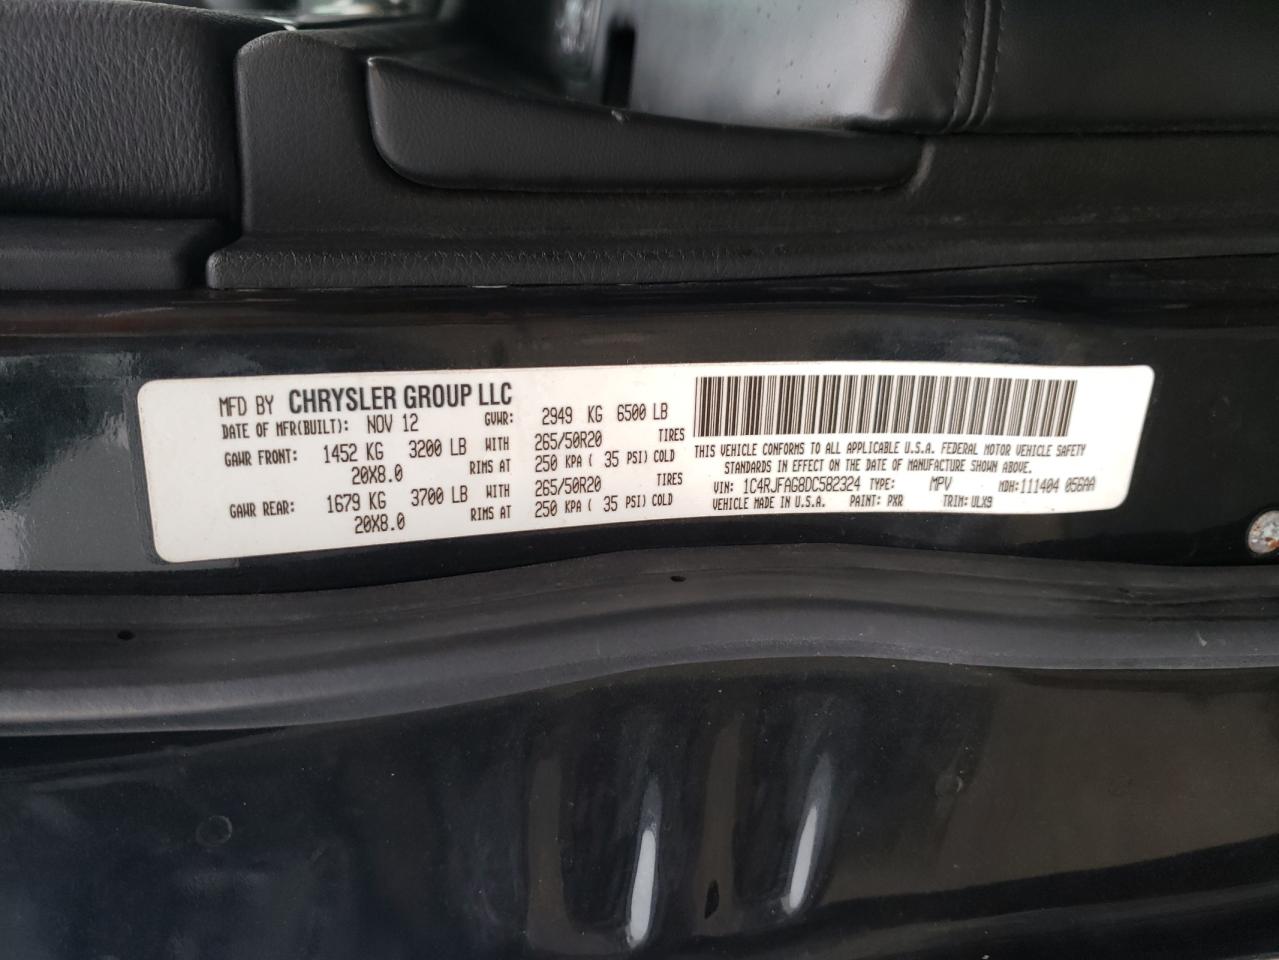 MFD BY CHRYSLER GROUP LLC
DATE OF MFR(BUILT): NOV 12 GVWR: 2949 KG 6500 LB
GAWR FRONT: 1452 KG 3200 LB WITH 265/50R20 TIRES
20X8.0 RIMS AT 250 KPA ( 35 PSI) COLD
GAWR REAR: 1679 KG 3700 LB WITH 265/50R20 TIRES
20X8.0 RIMS AT 250 KPA ( 35 PSI) COLD
THIS VEHICLE CONFORMS TO ALL APPLICABLE U.S.A. FEDERAL MOTOR VEHICLE SAFETY
STANDARDS IN EFFECT ON THE DATE OF MANUFACTURE SHOWN ABOVE.
VIN: 1C4RJFAG8DC582324 TYPE: MPV MDH:111404 056AA
VEHICLE MADE IN U.S.A. PAINT: PXR TRIM: ULX9